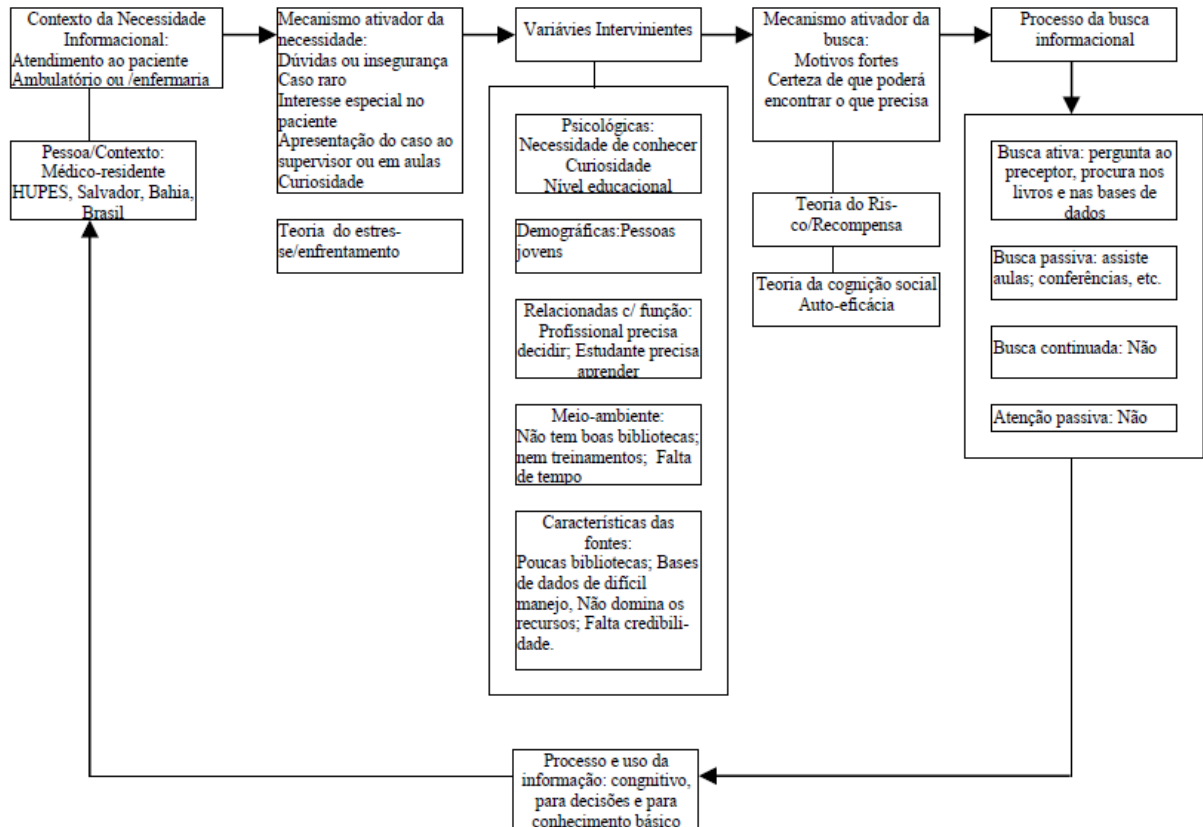 Contexto da Necessidade
Informacional:
Atendimento ao paciente
Ambulatório ou /enfermaria
Pessoa/Contexto:
Médico-residente
HUPES, Salvador, Bahia,
Brasil
Mecanismo ativador da
necessidade:
Dúvidas ou insegurança
Caso raro
Interesse especial no
paciente
Apresentação do caso ao
supervisor ou em aulas
Curiosidade
Teoria do estres-
se/enfrentamento
Variávies Intervinientes
Psicológicas:
Necessidade de conhecer
Curiosidade
Nível educacional
Demográficas:Pessoas
jovens
Relacionadas c/ função:
Profissional precisa
decidir; Estudante precisa
aprender
Meio-ambiente:
Não tem boas bibliotecas;
nem treinamentos; Falta
de tempo
Características das
fontes:
Poucas bibliotecas; Bases
de dados de difícil
manejo, Não domina os
recursos; Falta credibili-
dade.
Mecanismo ativador da
busca:
Motivos fortes
Certeza de que poderá
encontrar o que precisa
Teoria do Ris-
co/Recompensa
Teoria da cognição social
Auto-eficácia
Processo da busca
informacional
Busca ativa: pergunta ao
preceptor, procura nos
livros e nas bases de
dados
Busca passiva: assiste
aulas; conferências, etc.
Busca continuada: Não
Atenção passiva: Não
Processo e uso da
informação: congnitivo,
para decisões e para
conhecimento básico